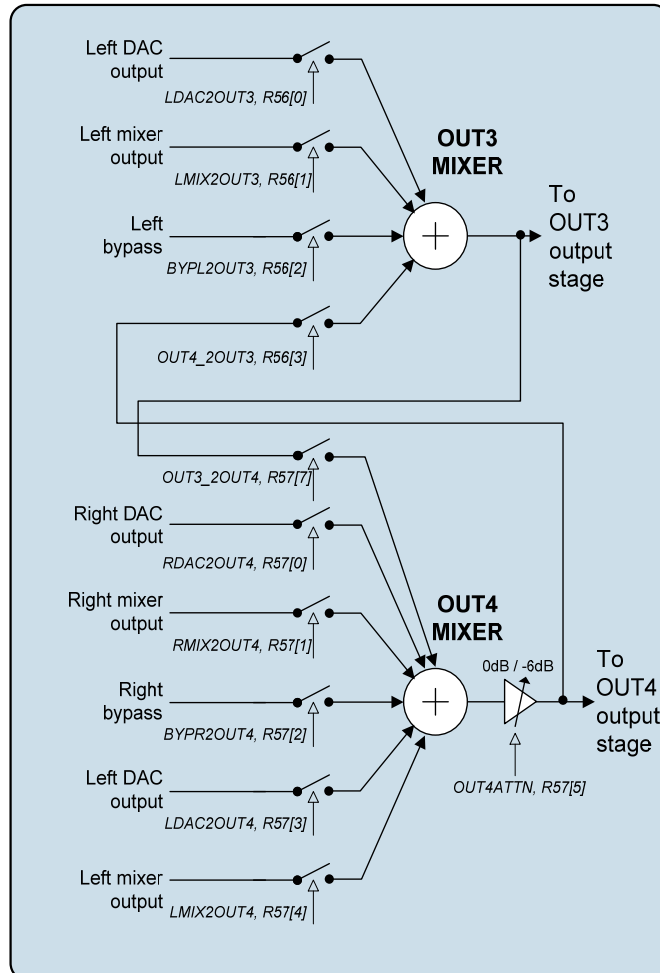 Left DAC
output
LDAC2OUT3, R56[0]
Left mixer
output
LMIX2OUT3, R56[1]
OUT3
MIXER
Left
bypass
BYPL2OUT3, R56[2]
To
OUT3
output
stage
OUT4_2OUT3, R56[3]
OUT3_2OUT4, R57[7]
Right DAC
output
RDAC2OUT4, R57[0]
Right mixer
output
RMIX2OUT4, R57[1]
OUT4
MIXER
0dB / -6dB
Right
bypass
BYPR2OUT4, R57[2]
To
OUT4
output
stage
OUT4ATTN, R57[5]
Left DAC
output
LDAC2OUT4, R57[3]
Left mixer
output
LMIX2OUT4, R57[4]